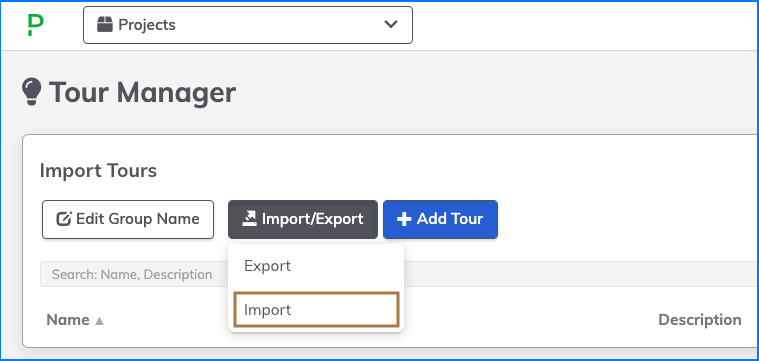 P
Projects
Tour Manager
Import Tours
Edit Group Name Import/Export Add Tour
Export
Search: Name, Description
Import
Name Description